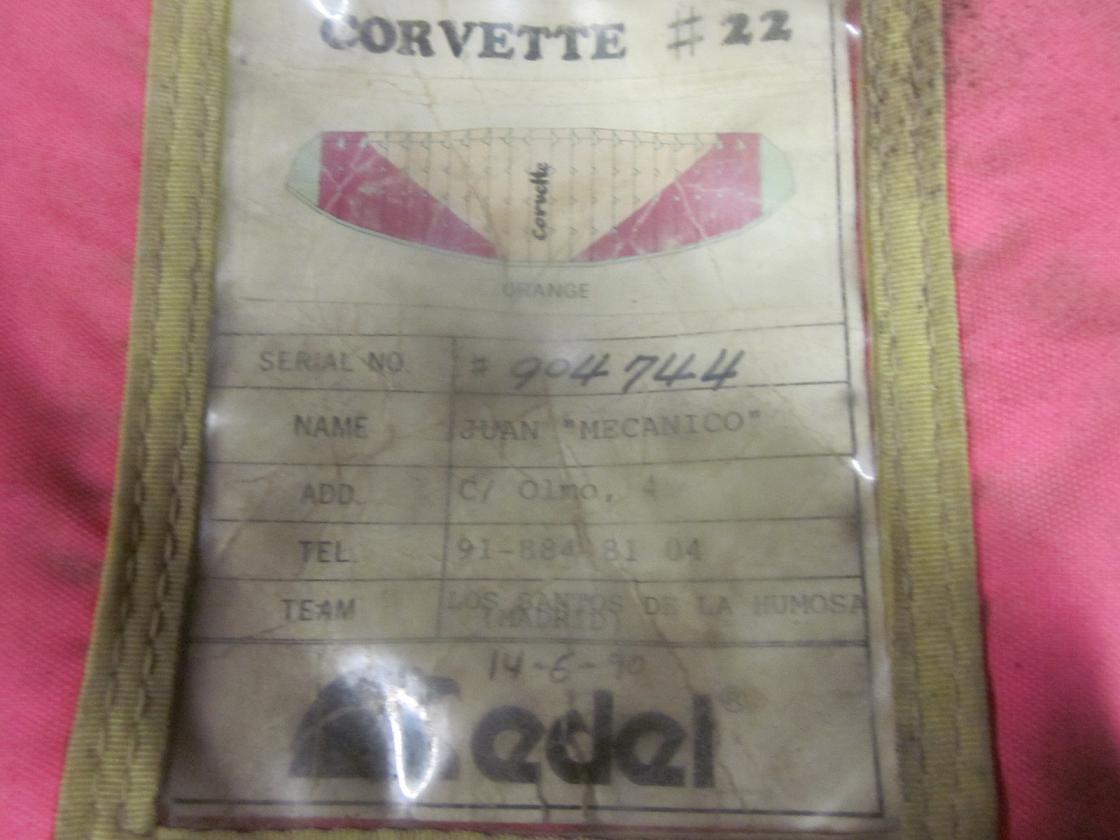 CORVETTE #22
Corvette
ORANGE
SERIAL NO. # 904744
NAME JUAN "MECANICO"
ADD. C/ Olmo, 4
TEL. 91-884 81 04
TEAM LOS SANTOS DE LA HUMOSA
(MADRID)
14-6-90
edel®